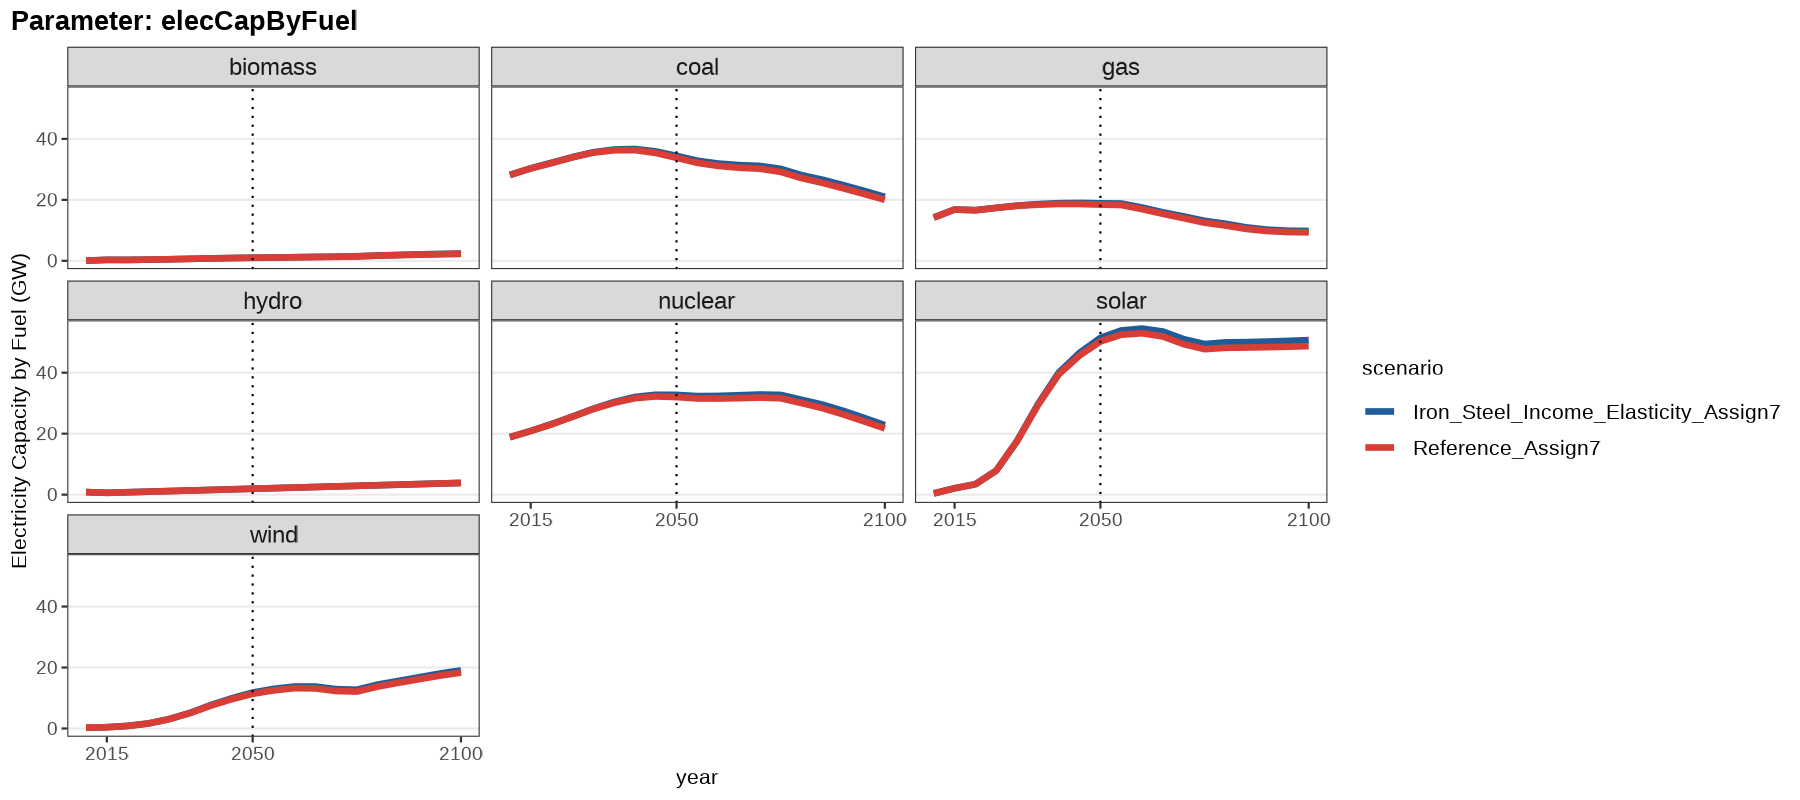 Parameter: elecCapByFuel
biomass
coal
gas
40
20
0
hydro
nuclear
solar
40
20
0
2015
2050
2100
2015
2050
2100
wind
40
20
0
2015
2050
2100
year
Electricity Capacity by Fuel (GW)
scenario
Iron_Steel_Income_Elasticity_Assign7
Reference_Assign7